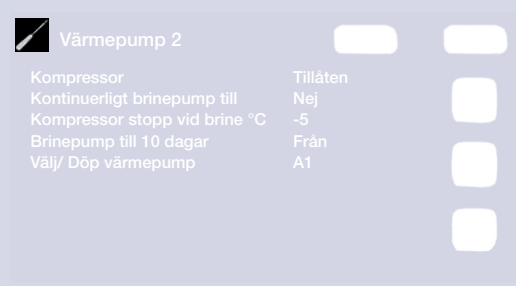 Värmepump 2
Kompressor Tillåten
Kontinuerligt brinepump till Nej
Kompressor stopp vid brine °C -5
Brinepump till 10 dagar Från
Välj/ Döp värmepump A1